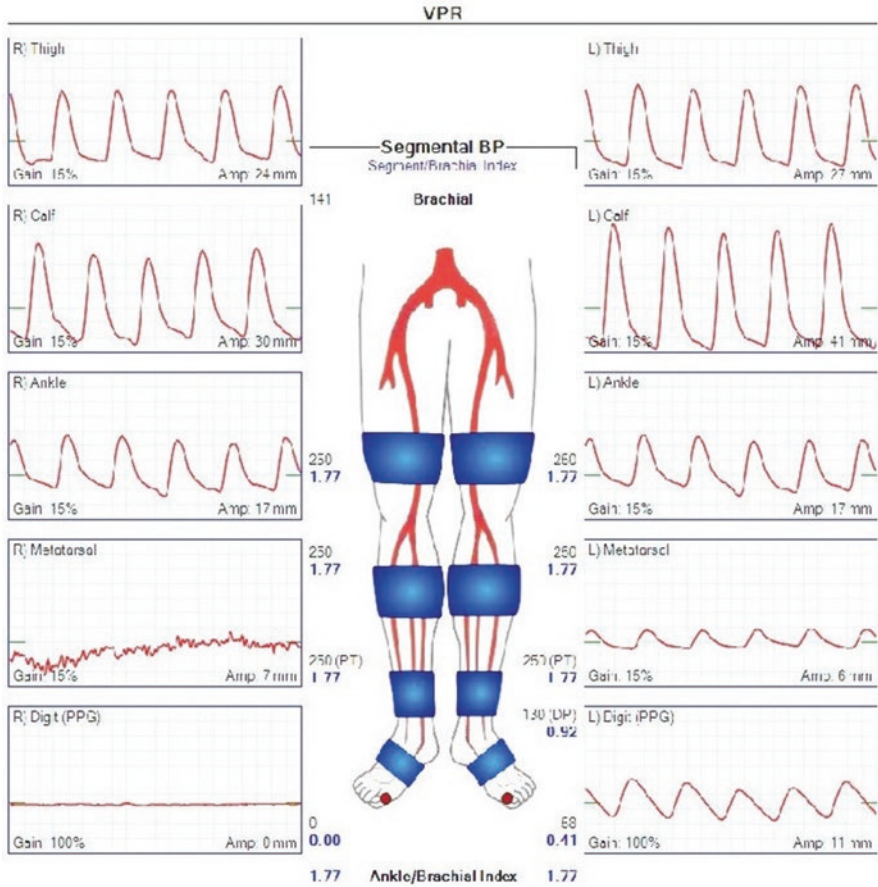 VPR
R) Thigh
Gain: 15% Amp: 24 mm
L) Thigh
Gain: 15% Amp: 27 mm
Segmental BP
Segment/Brachial Index
141 Brachial
R) Calf
Gain: 15% Amp: 30 mm
L) Calf
Gain: 15% Amp: 41 mm
R) Ankle
Gain: 15% Amp: 17 mm
250
1.77
250
1.77
L) Ankle
Gain: 15% Amp: 17 mm
R) Metatarsal
Gain: 15% Amp: 7 mm
250
1.77
250
1.77
L) Metatarsal
Gain: 15% Amp: 6 mm
250 (PT)
1.77
250 (PT)
1.77
130 (DP)
0.92
R) Digit (PPG)
Gain: 100% Amp: 0 mm
L) Digit (PPG)
Gain: 100% Amp: 11 mm
0
0.00
0.41
1.77 Ankle/Brachial Index 1.77